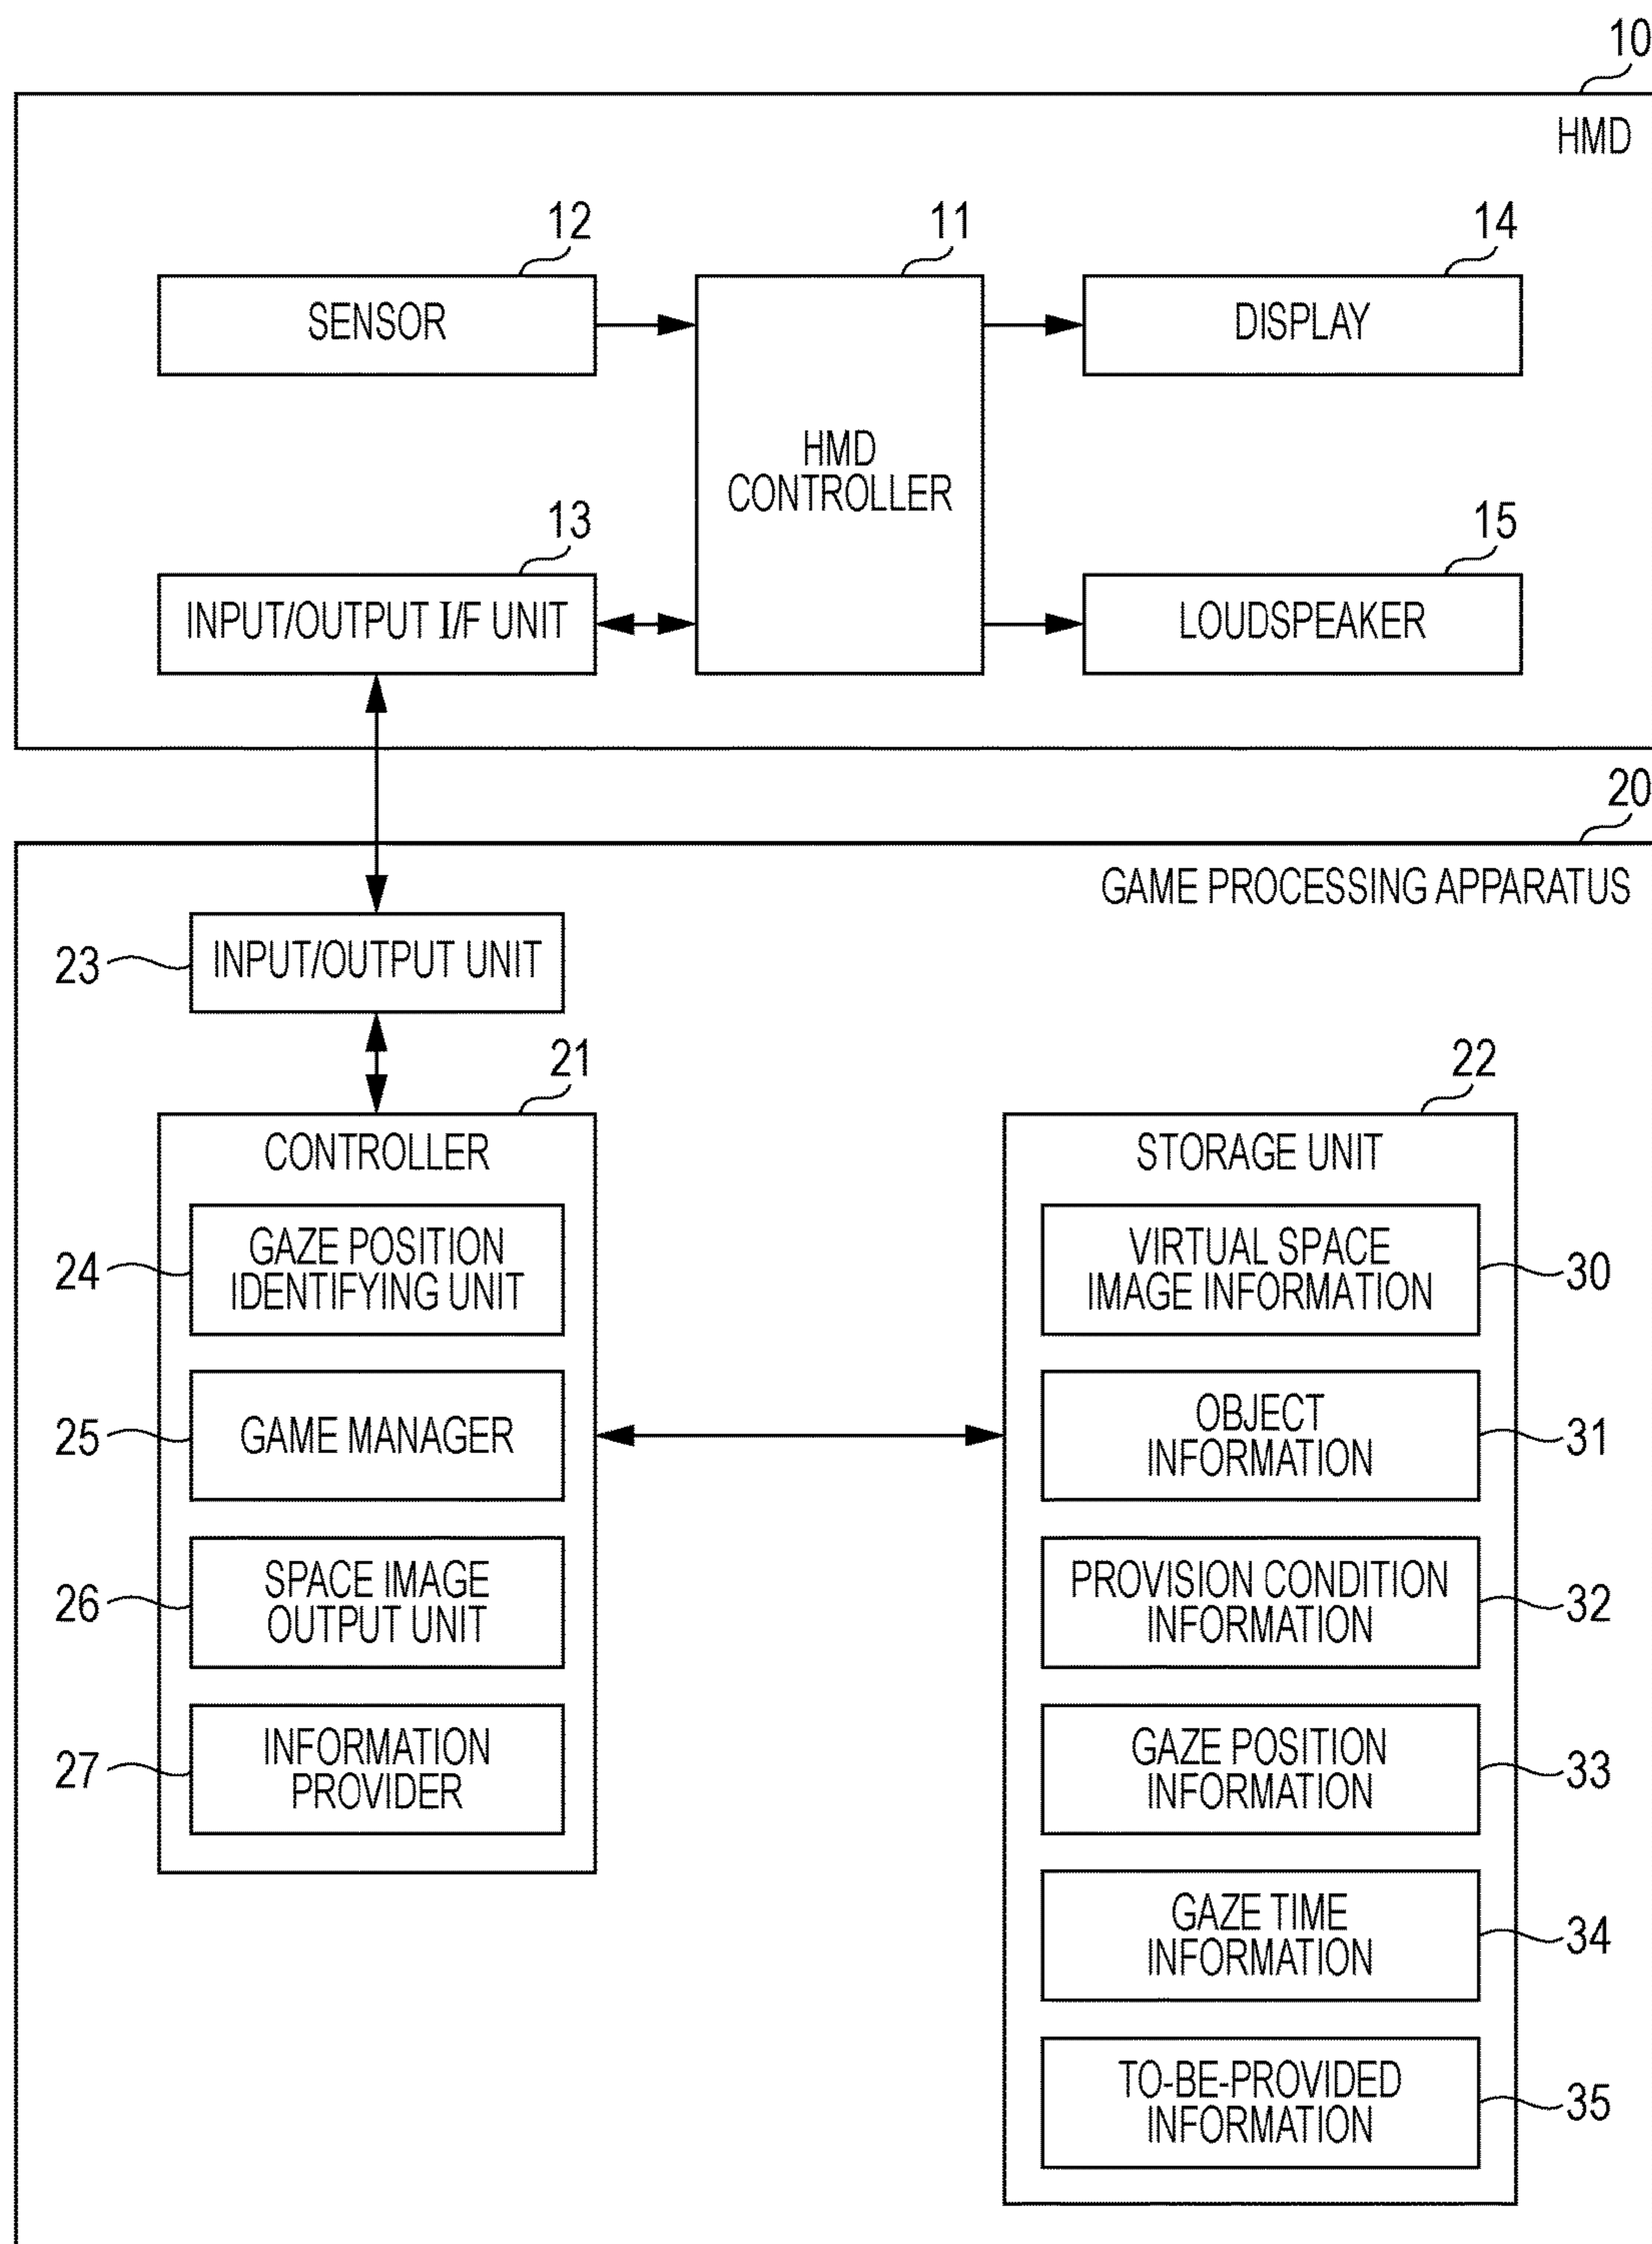 10
HMD
12
11
14
SENSOR
DISPLAY
HMD
CONTROLLER
13
15
INPUT/OUTPUT I/F UNIT
LOUDSPEAKER
20
GAME PROCESSING APPARATUS
23
INPUT/OUTPUT UNIT
21
22
CONTROLLER
STORAGE UNIT
24
GAZE POSITION
IDENTIFYING UNIT
VIRTUAL SPACE
IMAGE INFORMATION
30
25
GAME MANAGER
OBJECT
INFORMATION
31
26
SPACE IMAGE
OUTPUT UNIT
PROVISION CONDITION
INFORMATION
32
27
INFORMATION
PROVIDER
GAZE POSITION
INFORMATION
33
GAZE TIME
INFORMATION
34
TO-BE-PROVIDED
INFORMATION
35